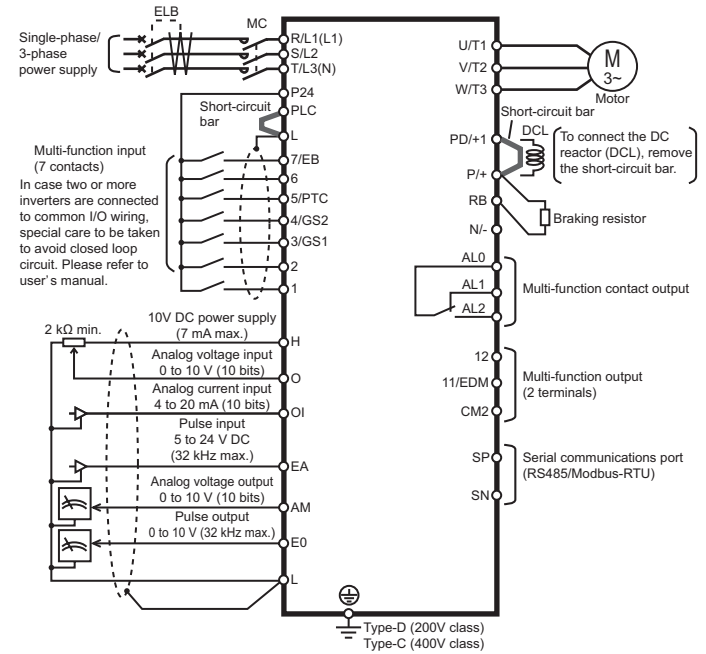 ELB
MC
Single-phase/
3-phase
power supply
R/L1(L1)
S/L2
T/L3(N)
P24
Short-circuit
bar
PLC
L
Multi-function input
(7 contacts)
In case two or more
inverters are connected
to common I/O wiring,
special care to be taken
to avoid closed loop
circuit. Please refer to
user's manual.
7/EB
6
5/PTC
4/GS2
3/GS1
2
1
2 kΩ min.
10V DC power supply
(7 mA max.)
H
Analog voltage input
0 to 10 V (10 bits)
O
Analog current input
4 to 20 mA (10 bits)
OI
Pulse input
5 to 24 V DC
(32 kHz max.)
EA
Analog voltage output
0 to 10 V (10 bits)
AM
Pulse output
0 to 10 V (32 kHz max.)
E0
L
U/T1
V/T2
W/T3
M
3~
Motor
Short-circuit bar
PD/+1
DCL
To connect the DC
reactor (DCL), remove
the short-circuit bar.
P/+
RB
Braking resistor
N/-
AL0
AL1
AL2
Multi-function contact output
12
11/EDM
CM2
Multi-function output
(2 terminals)
SP
SN
Serial communications port
(RS485/Modbus-RTU)
Type-D (200V class)
Type-C (400V class)